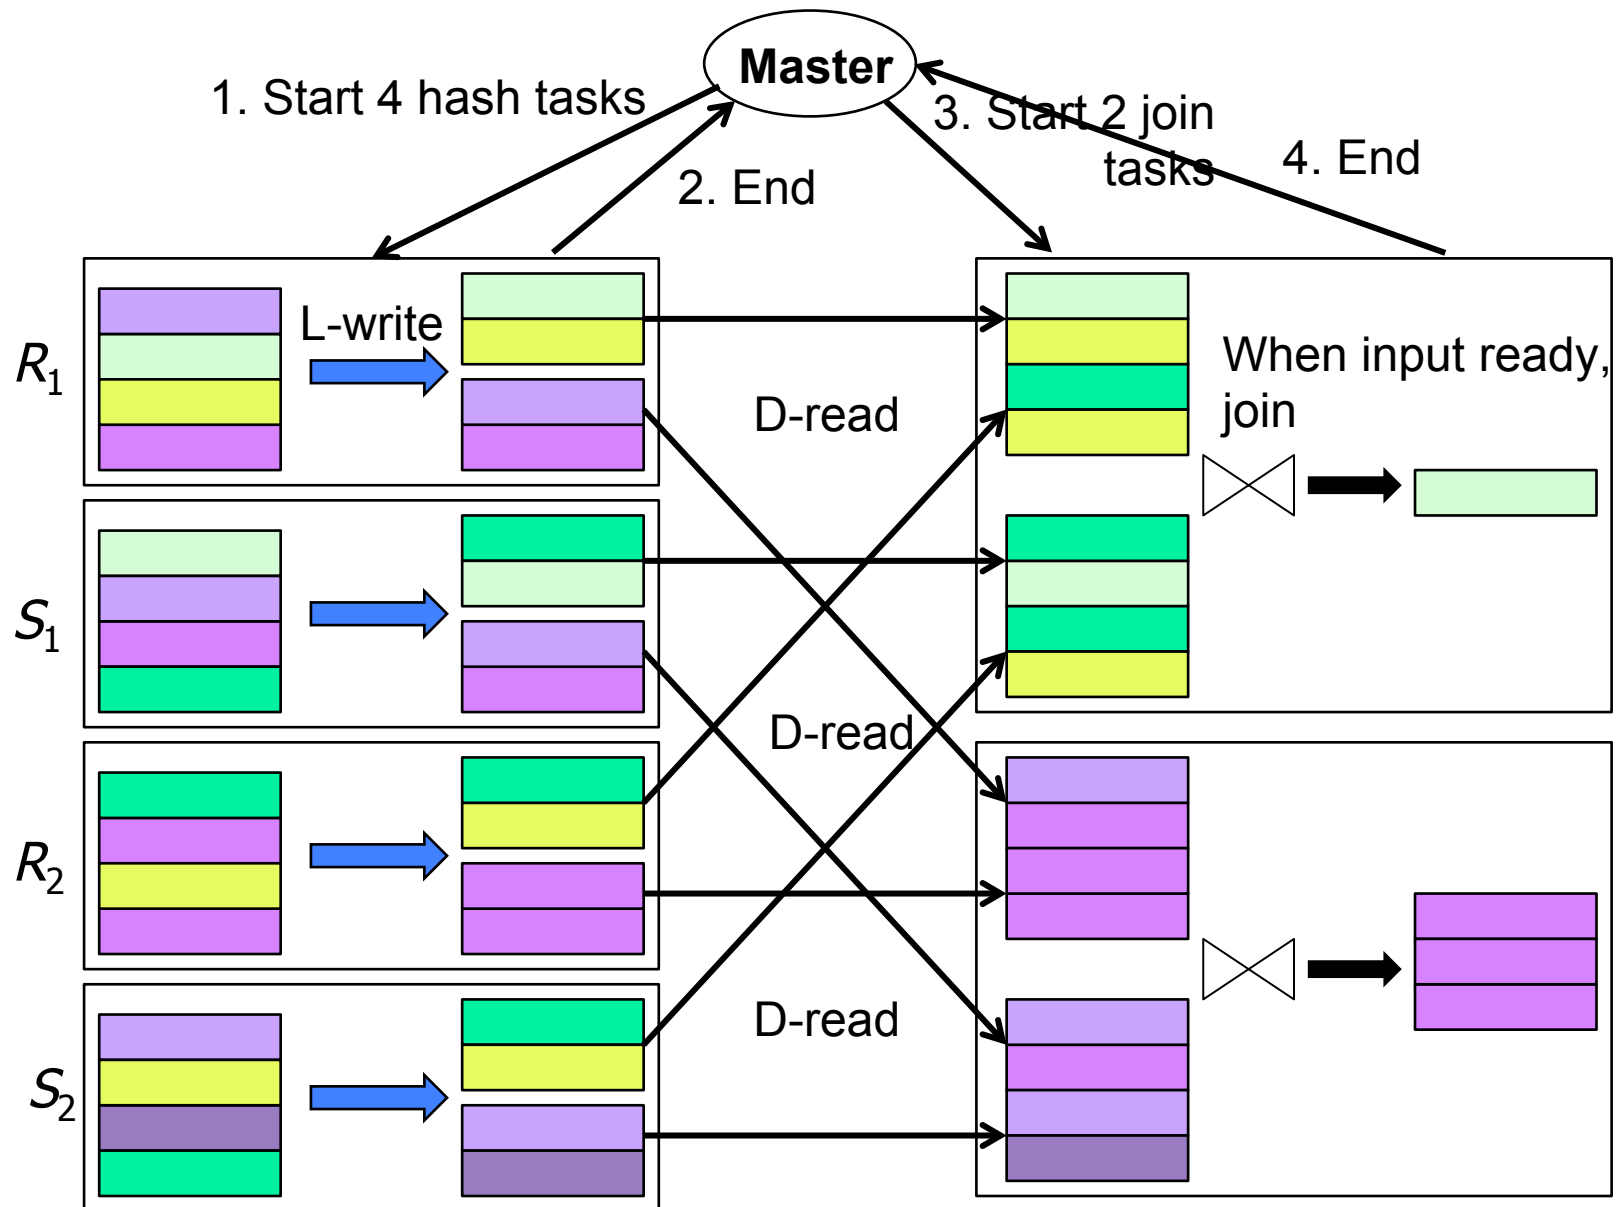 Master
1. Start 4 hash tasks
3. Start 2 join
tasks
4. End
2. End
L-write
R1
When input ready,
join
D-read
S1
D-read
R2
D-read
S2